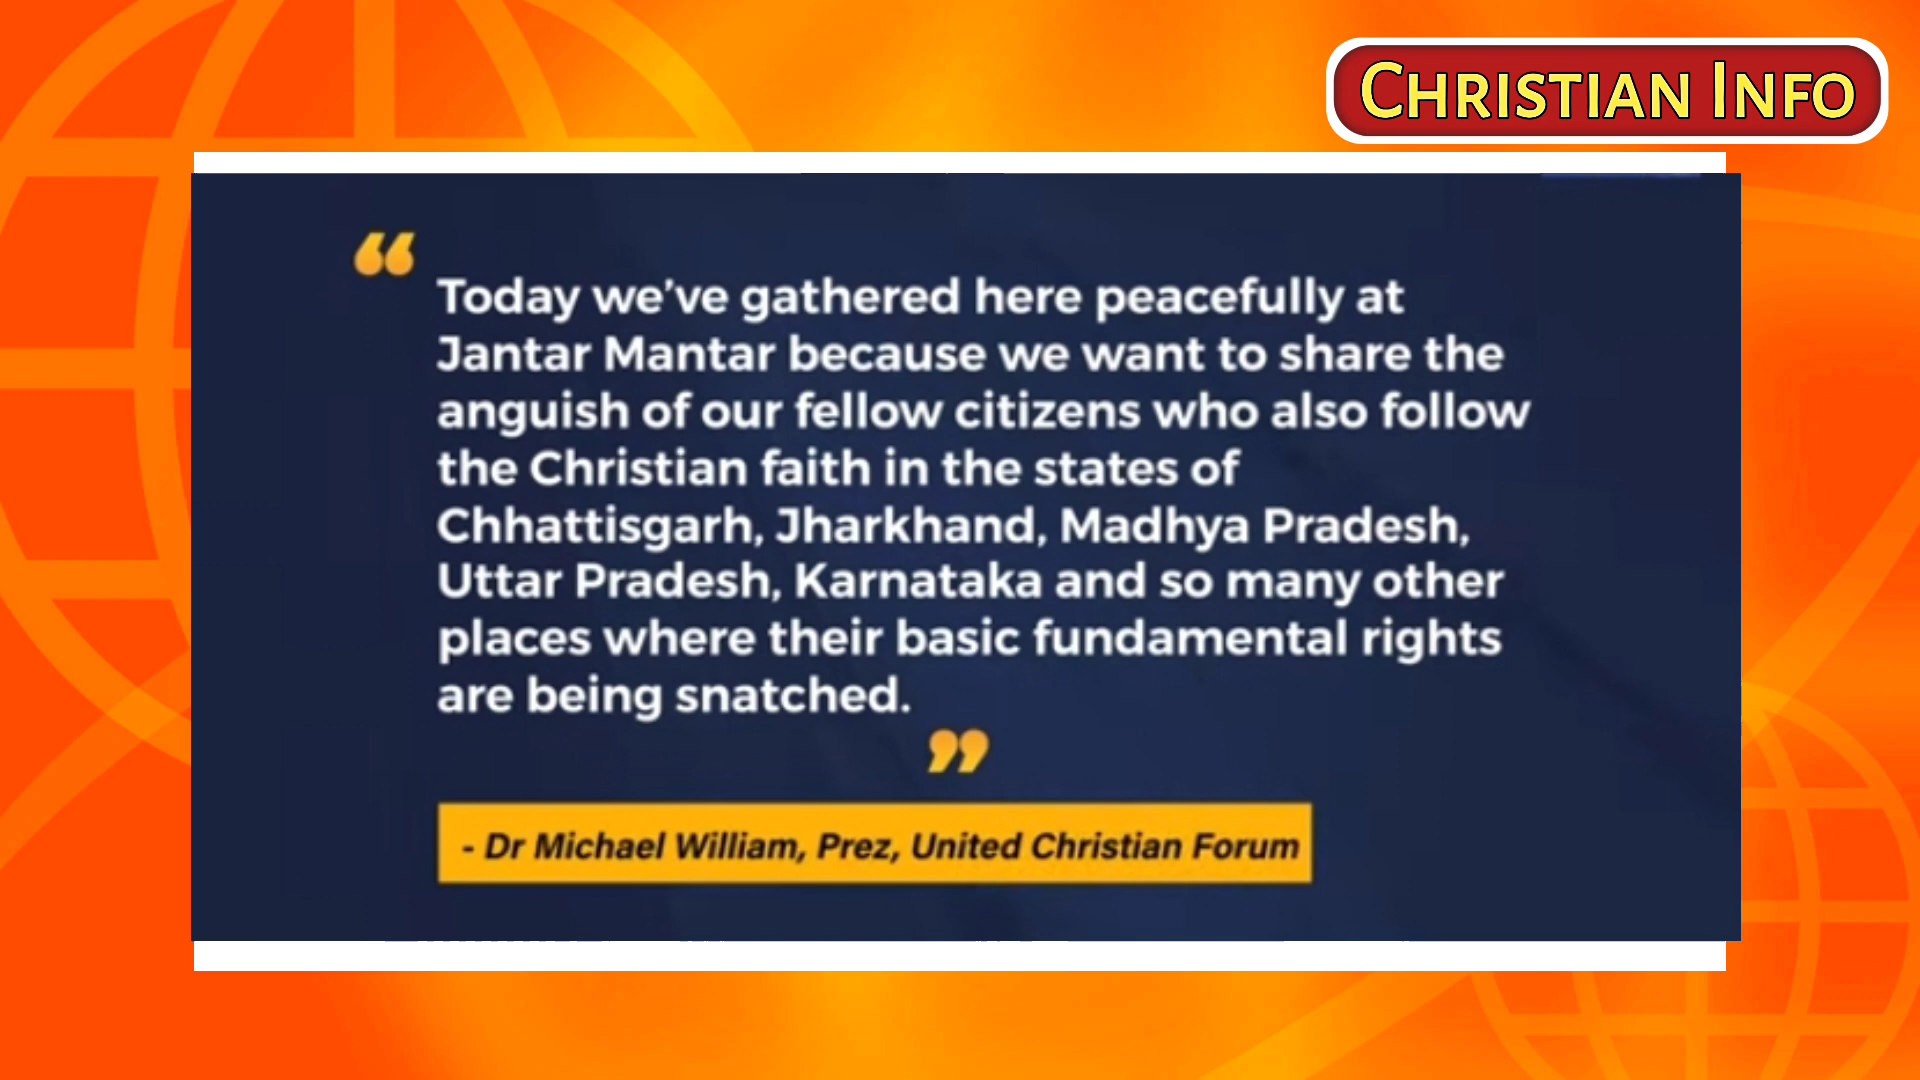 CHRISTIAN INFO
“
Today we’ve gathered here peacefully at
Jantar Mantar because we want to share the
anguish of our fellow citizens who also follow
the Christian faith in the states of
Chhattisgarh, Jharkhand, Madhya Pradesh,
Uttar Pradesh, Karnataka and so many other
places where their basic fundamental rights
are being snatched.
”
- Dr Michael William, Prez, United Christian Forum